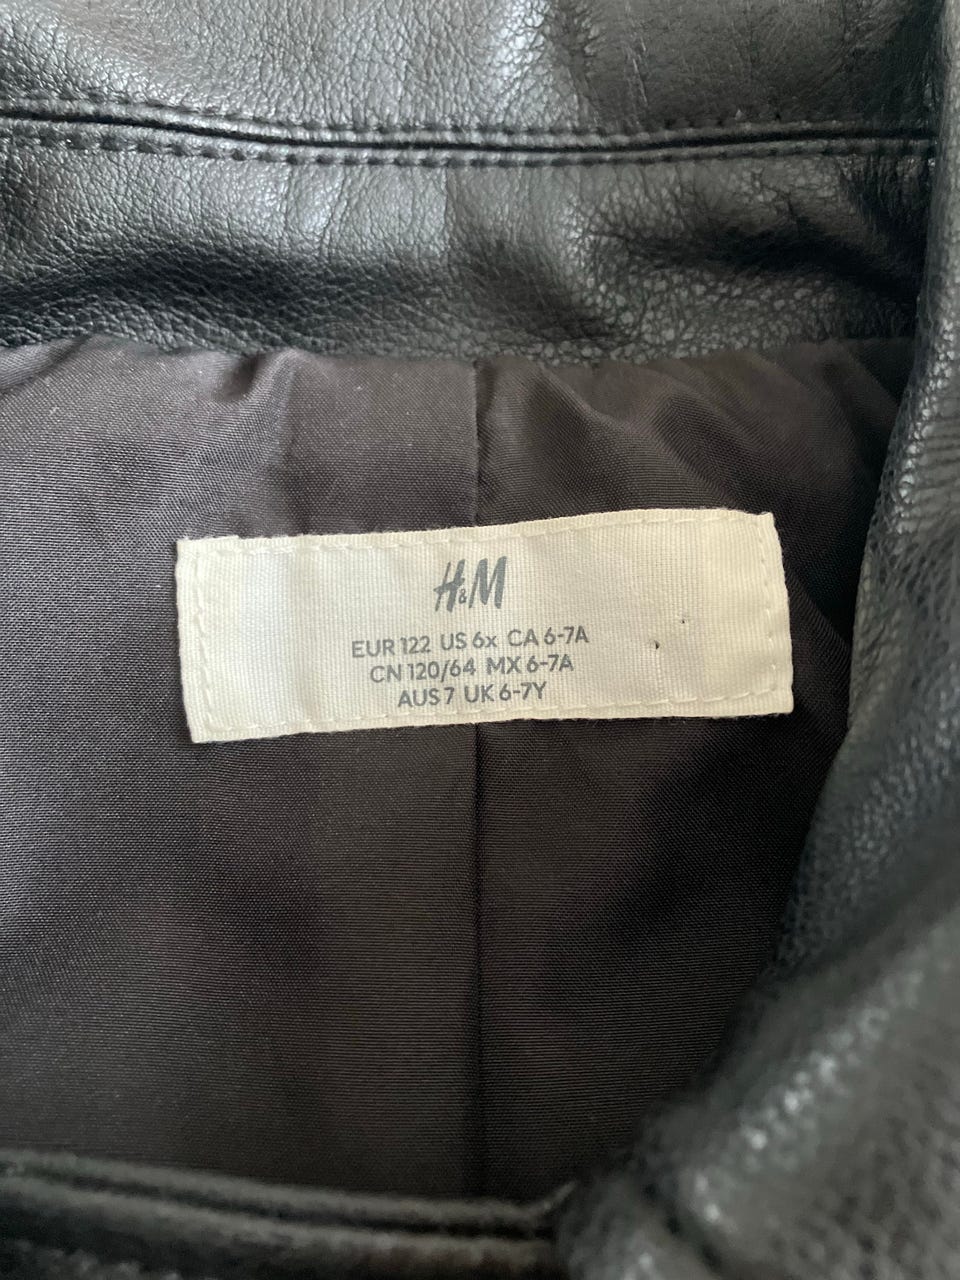 H&M
EUR 122 US 6x CA 6-7A
CN 120/64 MX 6-7A
AUS 7 UK 6-7Y